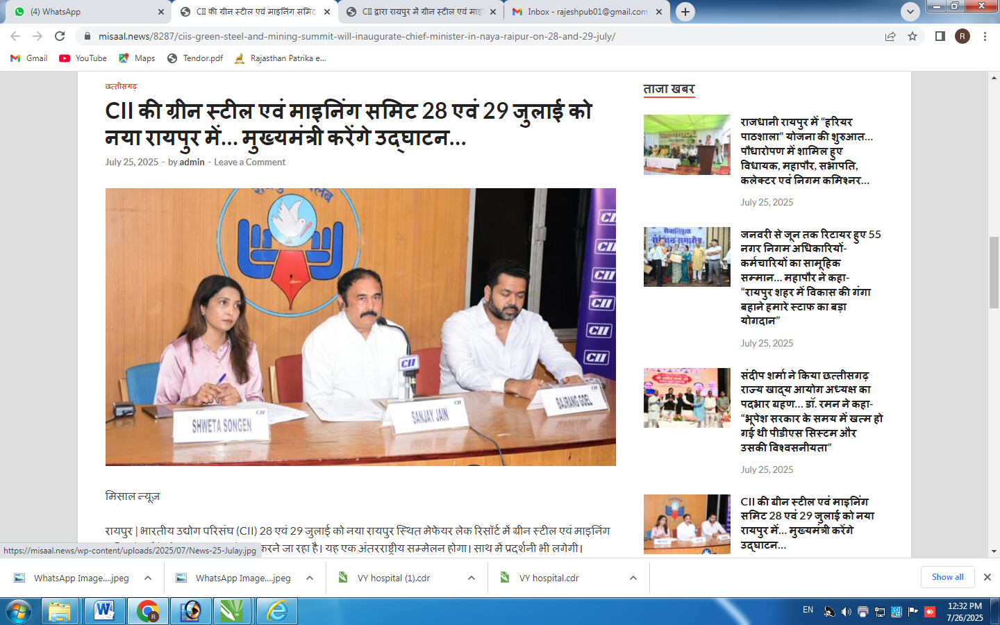 (4) WhatsApp
CII की ग्रीन स्टील एवं माइनिंग समिट
CII द्वारा रायपुर में ग्रीन स्टील एवं माइ
Inbox - rajeshpub01@gmail.com
misaal.news/8287/ciis-green-steel-and-mining-summit-will-inaugurate-chief-minister-in-naya-raipur-on-28-and-29-july/
R
Gmail
YouTube
Maps
Tendor.pdf
Rajasthan Patrika e...
छत्तीसगढ़
CII की ग्रीन स्टील एवं माइनिंग समिट 28 एवं 29 जुलाई को
नया रायपुर में... मुख्यमंत्री करेंगे उद्घाटन...
July 25, 2025 - by admin - Leave a Comment
CII
CII
CII
CII
CII
CII
CII
CII
SHWETA SONGEN
CII
SANJAY JAIN
CII
BAJRANG GOEL
मिसाल न्यूज़
रायपुर | भारतीय उद्योग परिसंघ (CII) 28 एवं 29 जुलाई को नया रायपुर स्थित मेफेयर लेक रिसॉर्ट में ग्रीन स्टील एवं माइनिंग
करने जा रहा है। यह एक अंतरराष्ट्रीय सम्मेलन होगा। साथ में प्रदर्शनी भी लगेगी।
ताजा खबर
राजधानी रायपुर में “हरियर
पाठशाला” योजना की शुरुआत...
पौधारोपण में शामिल हुए
विधायक, महापौर, सभापति,
कलेक्टर एवं निगम कमिश्नर...
July 25, 2025
सेवानिवृत्त
सम्मान समारोह
जनवरी से जून तक रिटायर हुए 55
नगर निगम अधिकारियों-
कर्मचारियों का सामूहिक
सम्मान... महापौर ने कहा-
“रायपुर शहर में विकास की गंगा
बहाने हमारे स्टाफ का बड़ा
योगदान”
July 25, 2025
संदीप शर्मा ने किया छत्तीसगढ़
राज्य खाद्य आयोग अध्यक्ष का
पदभार ग्रहण... डॉ. रमन ने कहा-
“भूपेश सरकार के समय में खत्म हो
गई थी पीडीएस सिस्टम और
उसकी विश्वसनीयता”
July 25, 2025
CII की ग्रीन स्टील एवं माइनिंग
समिट 28 एवं 29 जुलाई को नया
रायपुर में... मुख्यमंत्री करेंगे
उद्घाटन...
https://misaal.news/wp-content/uploads/2025/07/News-25-Julay.jpg
WhatsApp Image....jpeg
WhatsApp Image....jpeg
VY hospital (1).cdr
VY hospital.cdr
Show all
EN
12:32 PM
7/26/2025